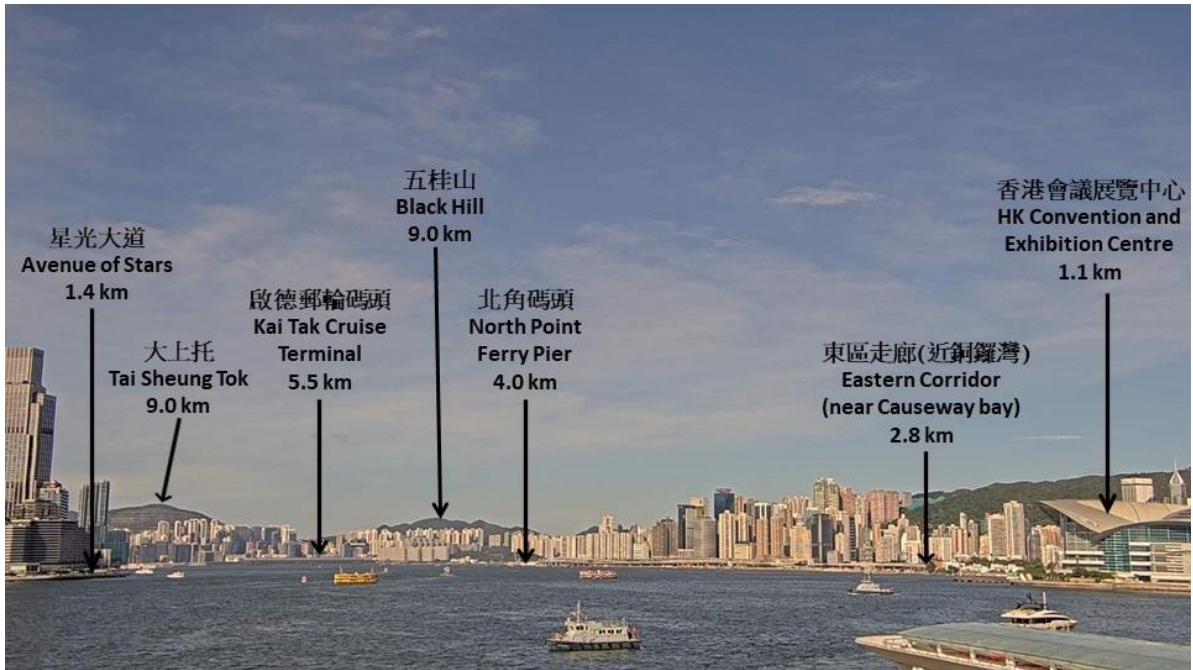 星光大道
Avenue of Stars
1.4 km
大上托
Tai Sheung Tok
9.0 km
啟德郵輪碼頭
Kai Tak Cruise
Terminal
5.5 km
五桂山
Black Hill
9.0 km
北角碼頭
North Point
Ferry Pier
4.0 km
東區走廊(近銅鑼灣)
Eastern Corridor
(near Causeway bay)
2.8 km
香港會議展覽中心
HK Convention and
Exhibition Centre
1.1 km